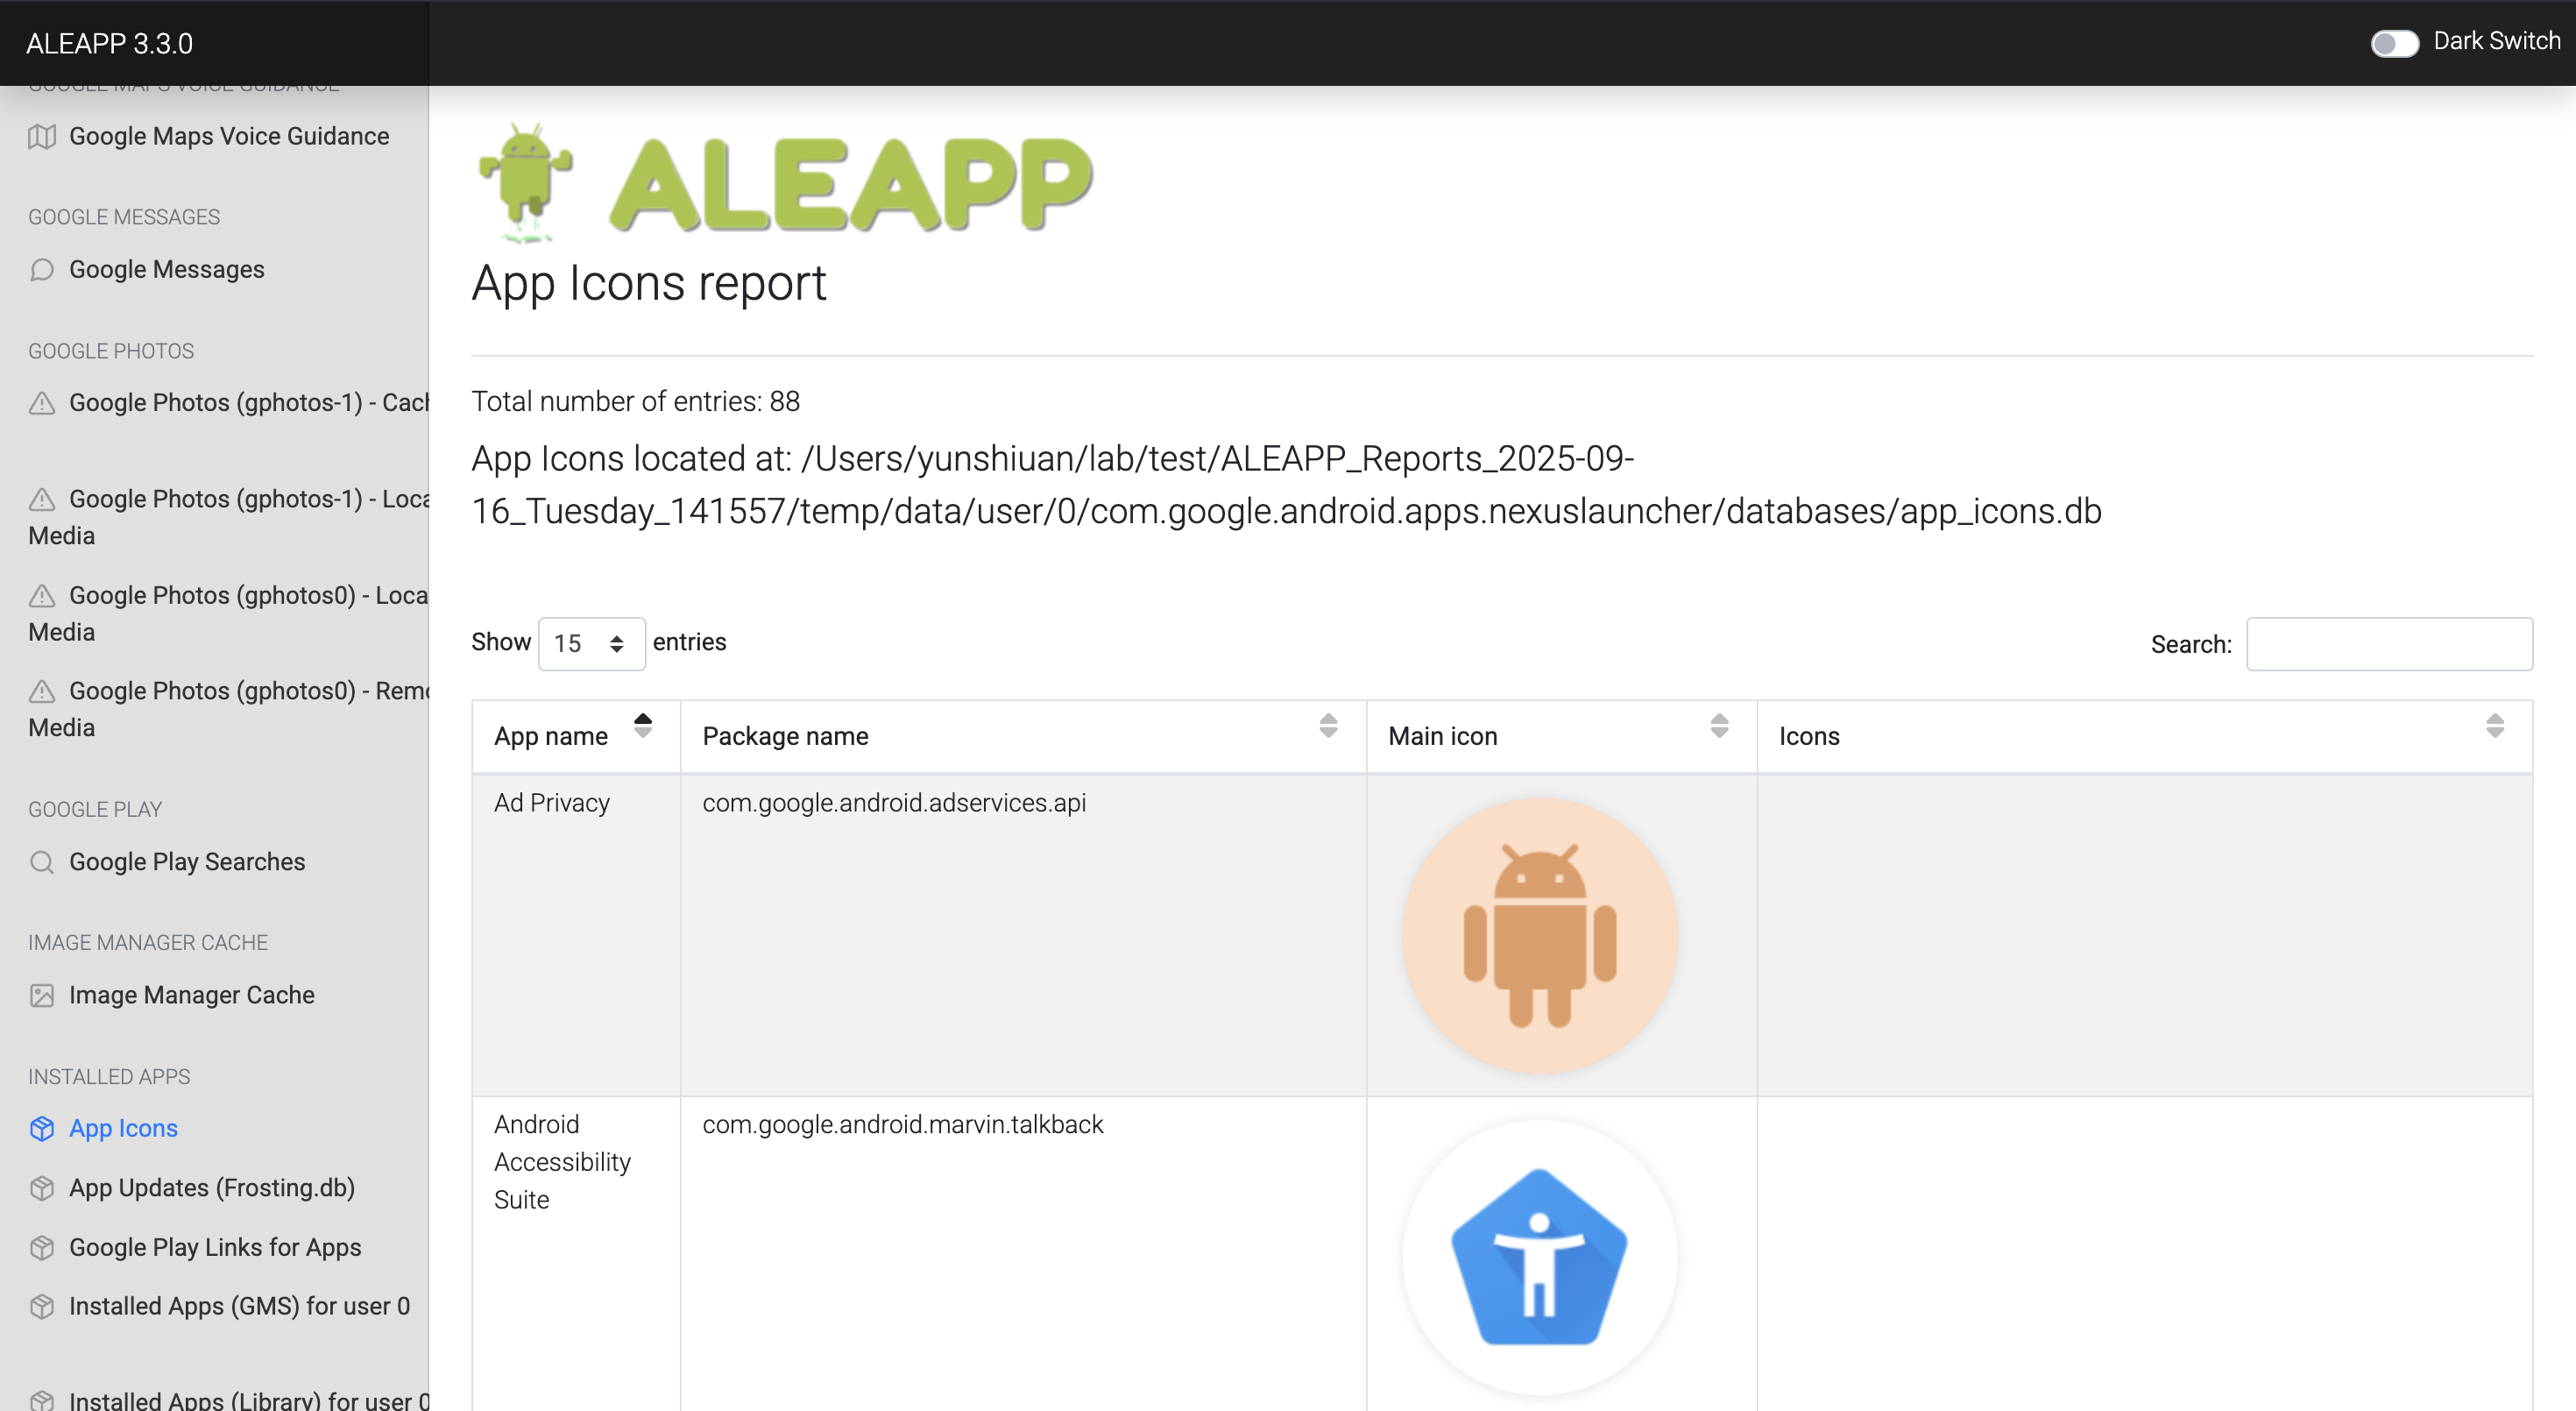 ALEAPP 3.3.0
Dark Switch
GOOGLE MAPS VOICE GUIDANCE
Google Maps Voice Guidance
GOOGLE MESSAGES
Google Messages
GOOGLE PHOTOS
Google Photos (gphotos-1) - Cach
Google Photos (gphotos-1) - Loca
Media
Google Photos (gphotos0) - Loca
Media
Google Photos (gphotos0) - Remo
Media
GOOGLE PLAY
Google Play Searches
IMAGE MANAGER CACHE
Image Manager Cache
INSTALLED APPS
App Icons
App Updates (Frosting.db)
Google Play Links for Apps
Installed Apps (GMS) for user 0
Installed Apps (Library) for user 0
ALEAPP
App Icons report
Total number of entries: 88
App Icons located at: /Users/yunshiuan/lab/test/ALEAPP_Reports_2025-09-
16_Tuesday_141557/temp/data/user/0/com.google.android.apps.nexuslauncher/databases/app_icons.db
Show 15 entries
Search:
App name Package name Main icon Icons
Ad Privacy com.google.android.adservices.api
Android com.google.android.marvin.talkback
Accessibility
Suite